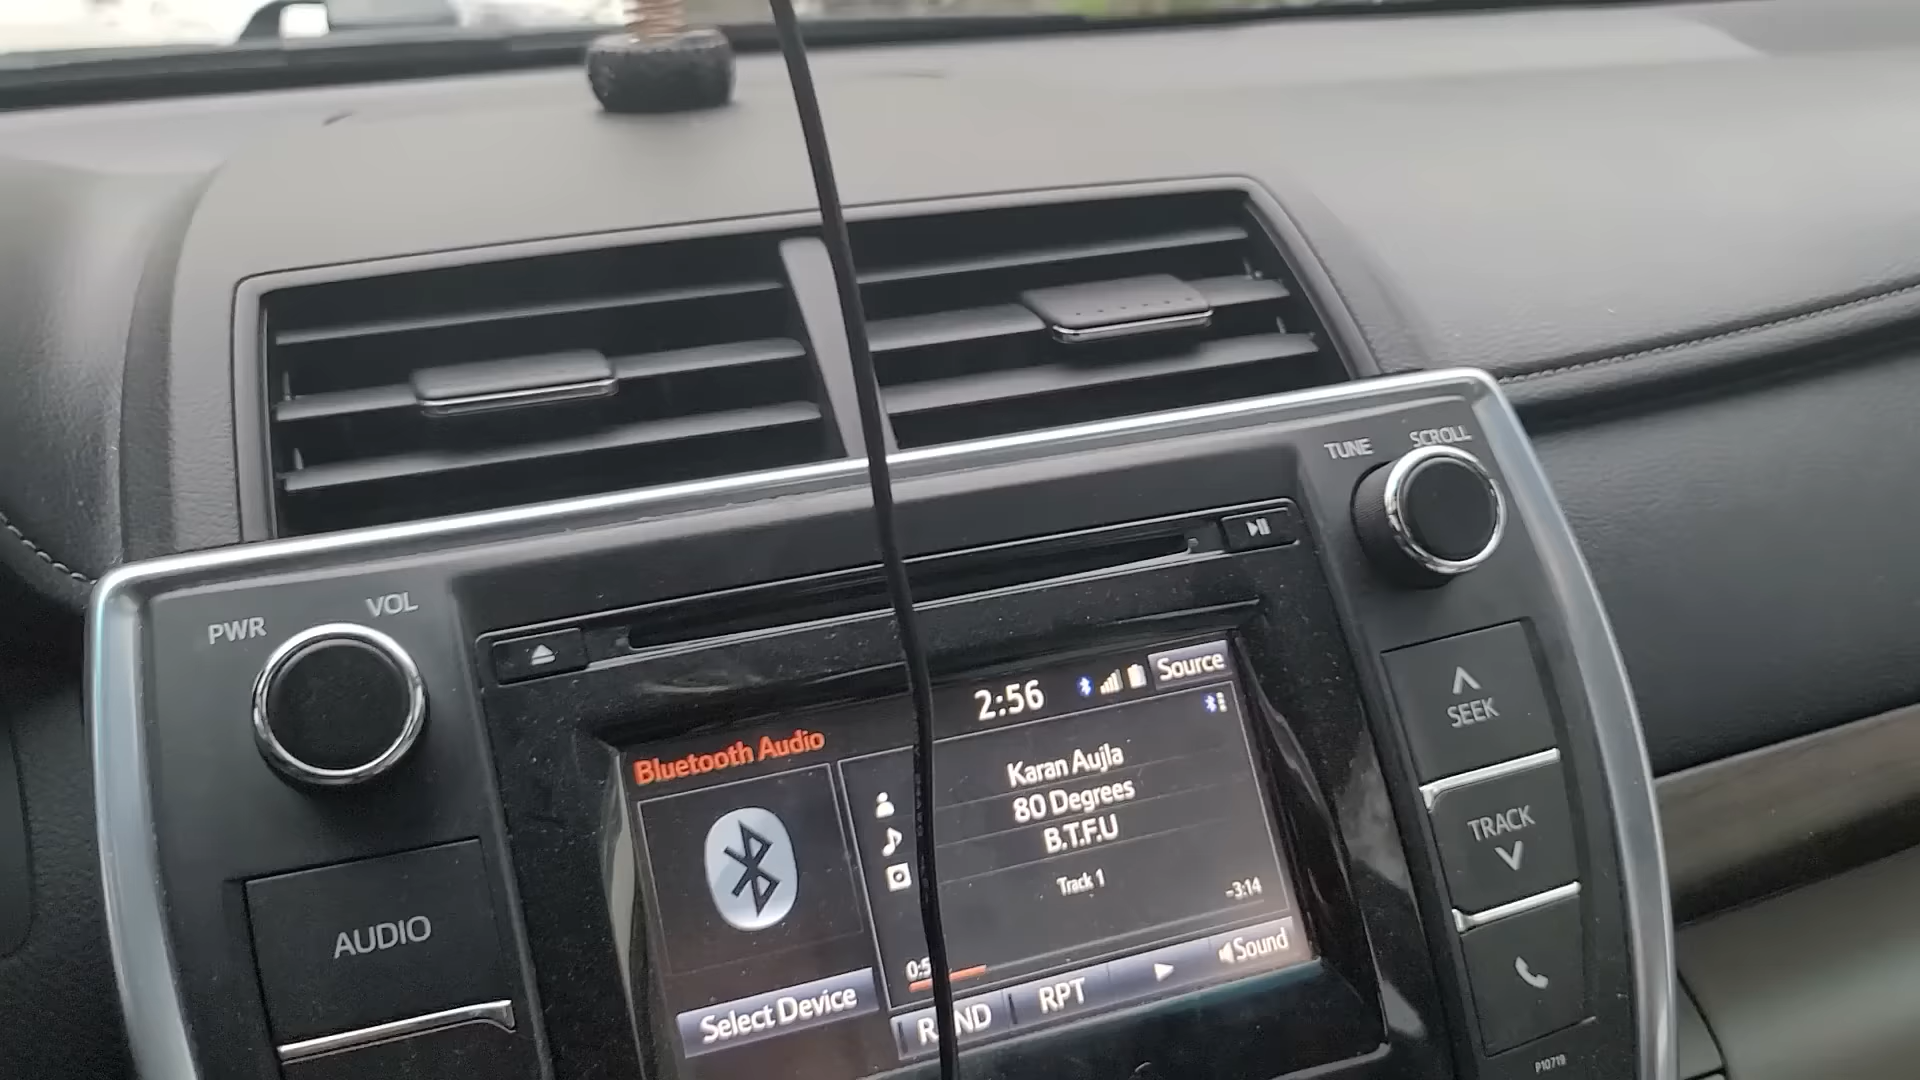 TUNE SCROLL
PWR VOL
2:56
Source
SEEK
Bluetooth Audio
Karan Aujla
80 Degrees
B.T.F.U
TRACK
Track 1
-3:14
AUDIO
Sound
Select Device
RPT
P10719